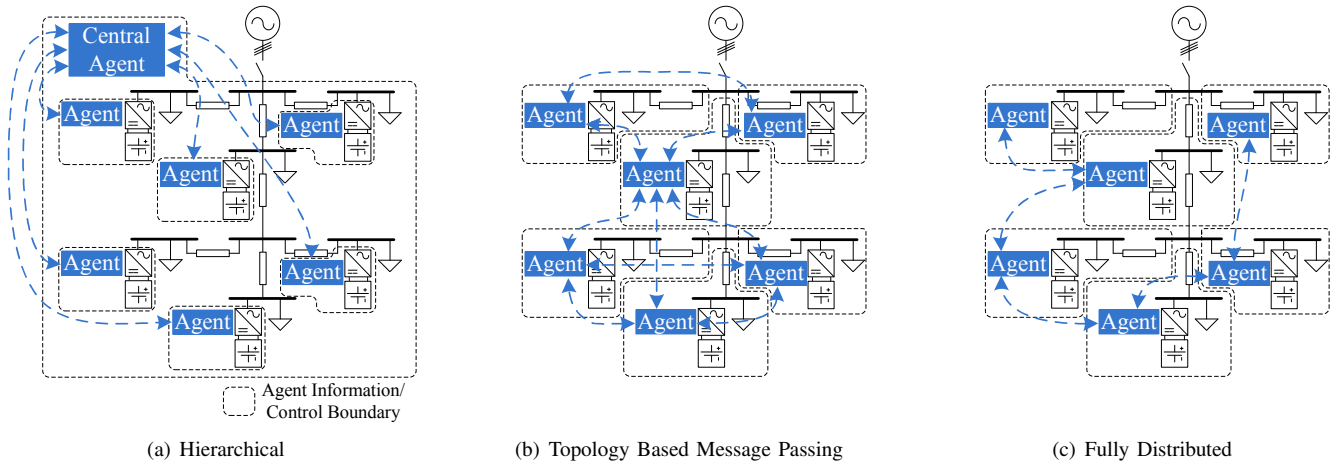 Central
Agent
Agent
Agent
Agent
Agent
Agent
Agent
Agent Information/
Control Boundary
(a) Hierarchical
Agent
Agent
Agent
Agent
Agent
Agent
(b) Topology Based Message Passing
Agent
Agent
Agent
Agent
Agent
Agent
(c) Fully Distributed